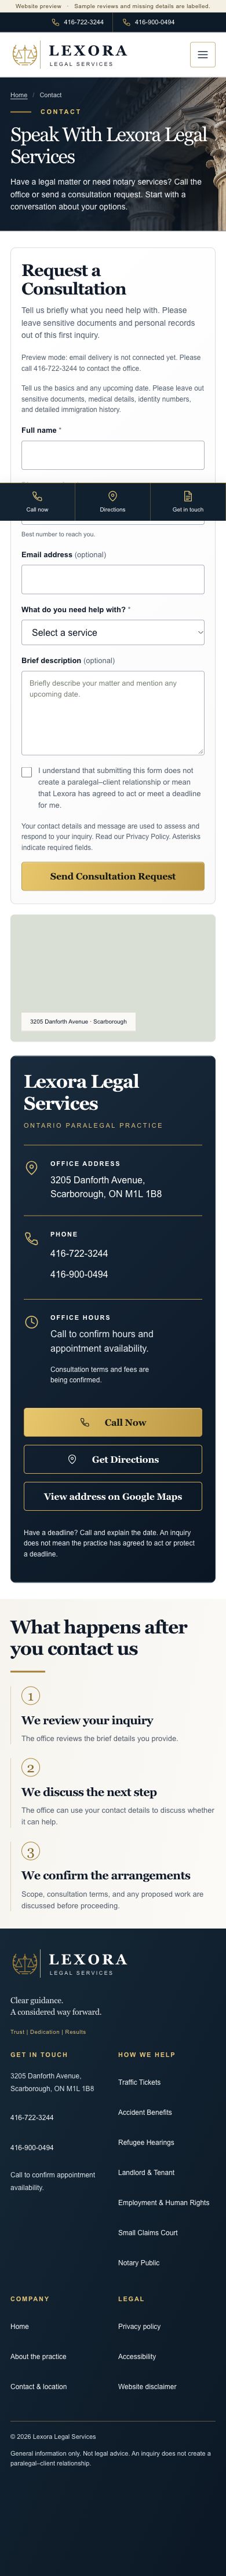 Website preview · Sample reviews and missing details are labelled.
416-722-3244 416-900-0494
LEXORA
LEGAL SERVICES
Home / Contact
CONTACT
Speak With Lexora Legal
Services
Have a legal matter or need notary services? Call the
office or send a consultation request. Start with a
conversation about your options.
Request a
Consultation
Tell us briefly what you need help with. Please
leave sensitive documents and personal records
out of this first inquiry.
Preview mode: email delivery is not connected yet. Please
call 416-722-3244 to contact the office.
Tell us the basics and any upcoming date. Please leave out
sensitive documents, medical details, identity numbers,
and detailed immigration history.
Full name *
Call now Directions Get in touch
Best number to reach you.
Email address (optional)
What do you need help with? *
Select a service
Brief description (optional)
Briefly describe your matter and mention any
upcoming date.
I understand that submitting this form does not
create a paralegal–client relationship or mean
that Lexora has agreed to act or meet a deadline
for me.
Your contact details and message are used to assess and
respond to your inquiry. Read our Privacy Policy. Asterisks
indicate required fields.
Send Consultation Request
3205 Danforth Avenue · Scarborough
Lexora Legal
Services
ONTARIO PARALEGAL PRACTICE
OFFICE ADDRESS
3205 Danforth Avenue,
Scarborough, ON M1L 1B8
PHONE
416-722-3244
416-900-0494
OFFICE HOURS
Call to confirm hours and
appointment availability.
Consultation terms and fees are
being confirmed.
Call Now
Get Directions
View address on Google Maps
Have a deadline? Call and explain the date. An inquiry
does not mean the practice has agreed to act or protect
a deadline.
What happens after
you contact us
1
We review your inquiry
The office reviews the brief details you provide.
2
We discuss the next step
The office can use your contact details to discuss whether
it can help.
3
We confirm the arrangements
Scope, consultation terms, and any proposed work are
discussed before proceeding.
LEXORA
LEGAL SERVICES
Clear guidance.
A considered way forward.
Trust | Dedication | Results
GET IN TOUCH
3205 Danforth Avenue,
Scarborough, ON M1L 1B8
416-722-3244
416-900-0494
Call to confirm appointment
availability.
HOW WE HELP
Traffic Tickets
Accident Benefits
Refugee Hearings
Landlord & Tenant
Employment & Human Rights
Small Claims Court
Notary Public
COMPANY
Home
About the practice
Contact & location
LEGAL
Privacy policy
Accessibility
Website disclaimer
© 2026 Lexora Legal Services
General information only. Not legal advice. An inquiry does not create a
paralegal–client relationship.